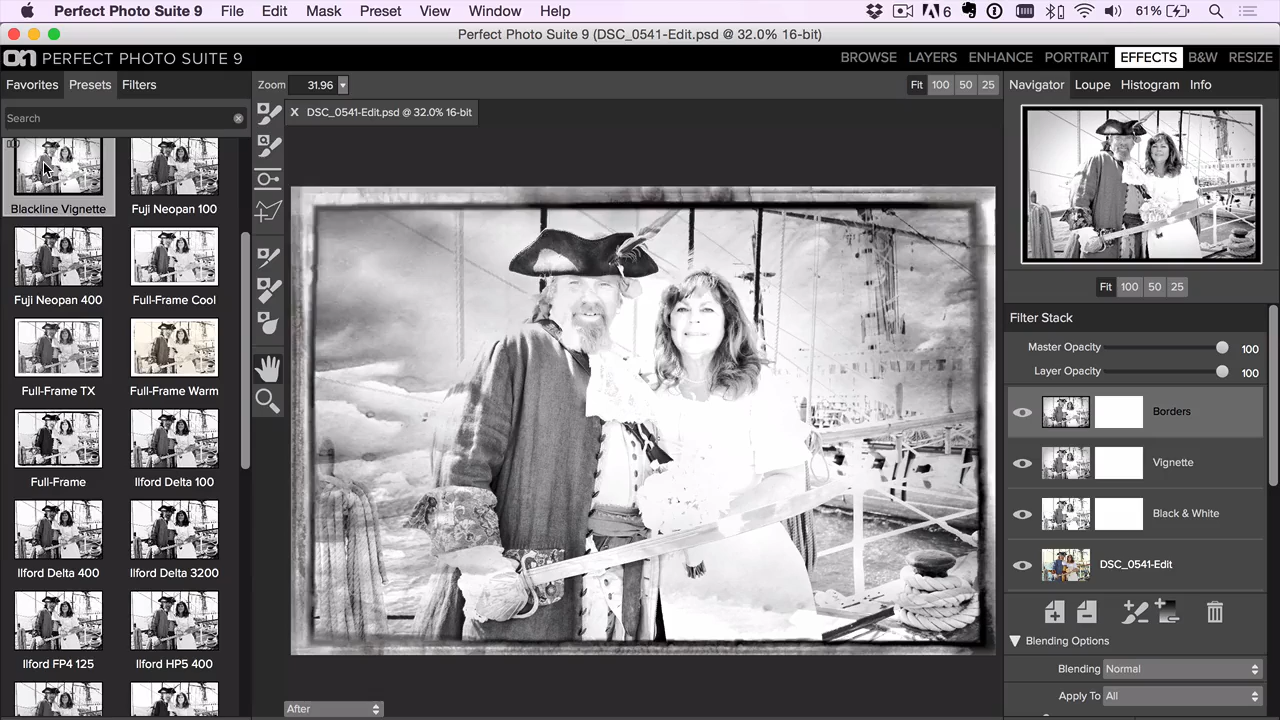 Perfect Photo Suite 9 File Edit Mask Preset View Window Help 6 61%
Perfect Photo Suite 9 (DSC_0541-Edit.psd @ 32.0% 16-bit)
on PERFECT PHOTO SUITE 9 BROWSE LAYERS ENHANCE PORTRAIT EFFECTS B&W RESIZE
Favorites Presets Filters Zoom 31.96 Fit 100 50 25 Navigator Loupe Histogram Info
Search X DSC_0541-Edit.psd @ 32.0% 16-bit
Blackline Vignette Fuji Neopan 100
Fuji Neopan 400 Full-Frame Cool
Full-Frame TX Full-Frame Warm
Full-Frame Ilford Delta 100
Ilford Delta 400 Ilford Delta 3200
Ilford FP4 125 Ilford HP5 400
Fit 100 50 25
Filter Stack
Master Opacity 100
Layer Opacity 100
Borders
Vignette
Black & White
DSC_0541-Edit
Blending Options
Blending Normal
Apply To All
After